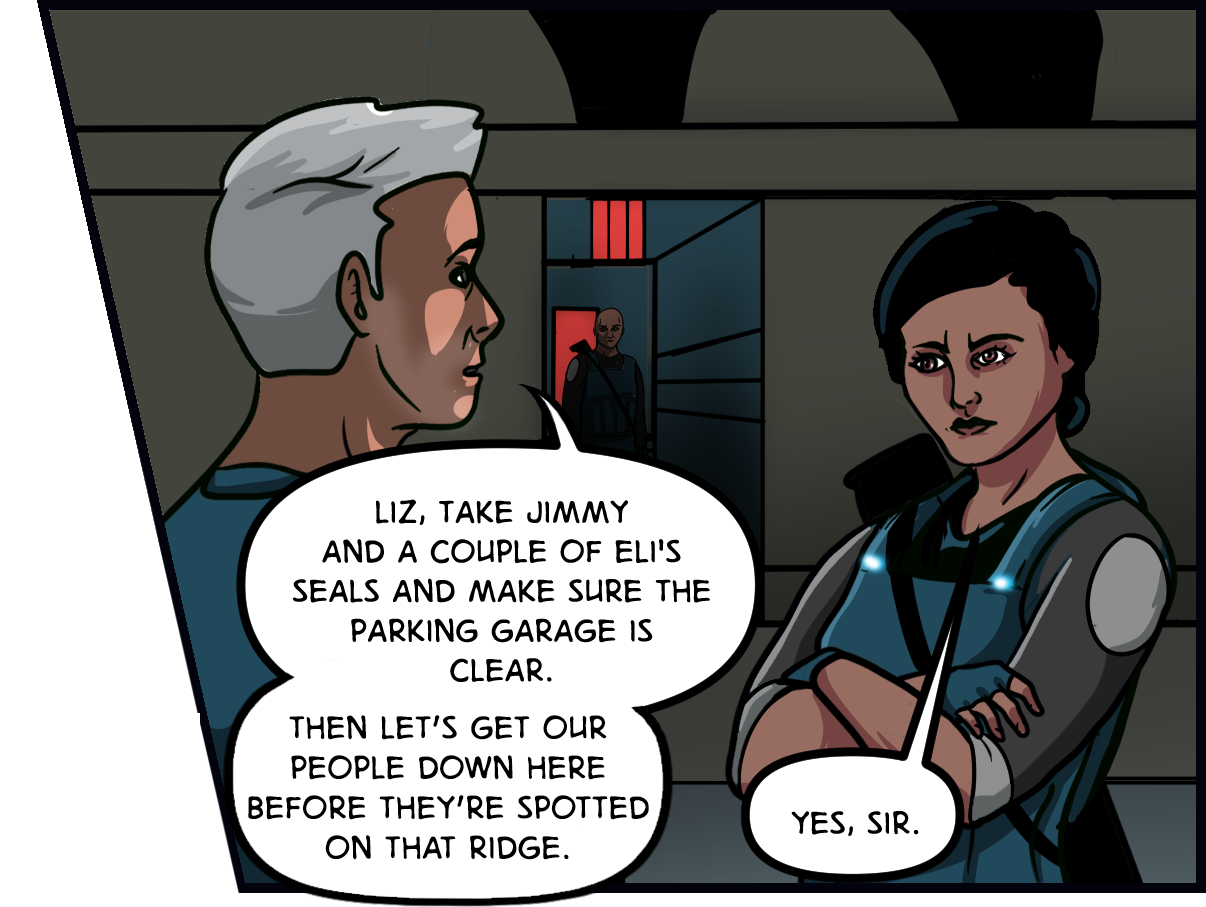 LIZ, TAKE JIMMY
AND A COUPLE OF ELI'S
SEALS AND MAKE SURE THE
PARKING GARAGE IS
CLEAR.
THEN LET'S GET OUR
PEOPLE DOWN HERE
BEFORE THEY'RE SPOTTED
ON THAT RIDGE.
YES, SIR.